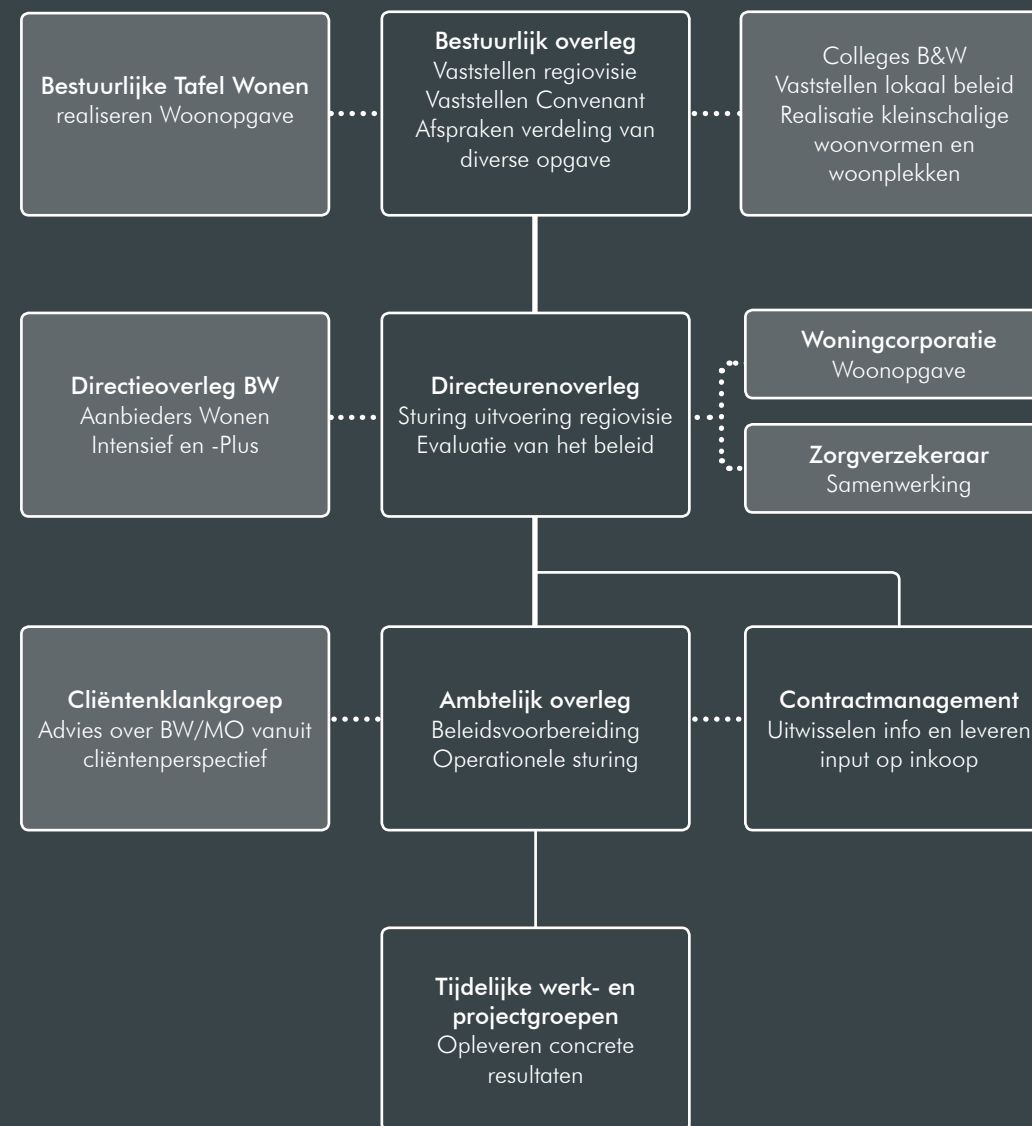 Bestuurlijke Tafel Wonen
realiseren Woonopgave
Bestuurlijk overleg
Vaststellen regiovisie
Vaststellen Convenant
Afspraken verdeling van
diverse opgave
Colleges B&W
Vaststellen lokaal beleid
Realisatie kleinschalige
woonvormen en
woonplekken
Directieoverleg BW
Aanbieders Wonen
Intensief en -Plus
Directeurenoverleg
Sturing uitvoering regiovisie
Evaluatie van het beleid
Woningcorporatie
Woonopgave
Zorgverzekeraar
Samenwerking
Cliëntenklankgroep
Advies over BW/MO vanuit
cliëntenperspectief
Ambtelijk overleg
Beleidsvoorbereiding
Operationele sturing
Contractmanagement
Uitwisselen info en leveren
input op inkoop
Tijdelijke werk- en
projectgroepen
Opleveren concrete
resultaten